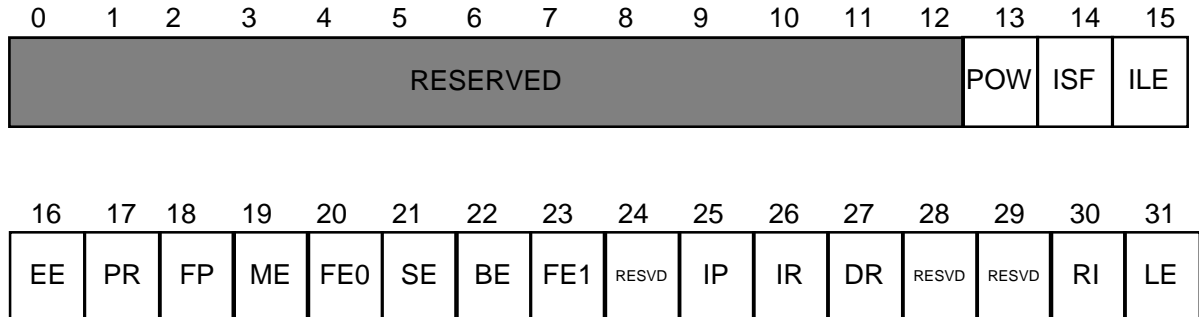 0 1 2 3 4 5 6 7 8 9 10 11 12 13 14 15
RESERVED POW ISF ILE
16 17 18 19 20 21 22 23 24 25 26 27 28 29 30 31
EE PR FP ME FE0 SE BE FE1 RESVD IP IR DR RESVD RESVD RI LE